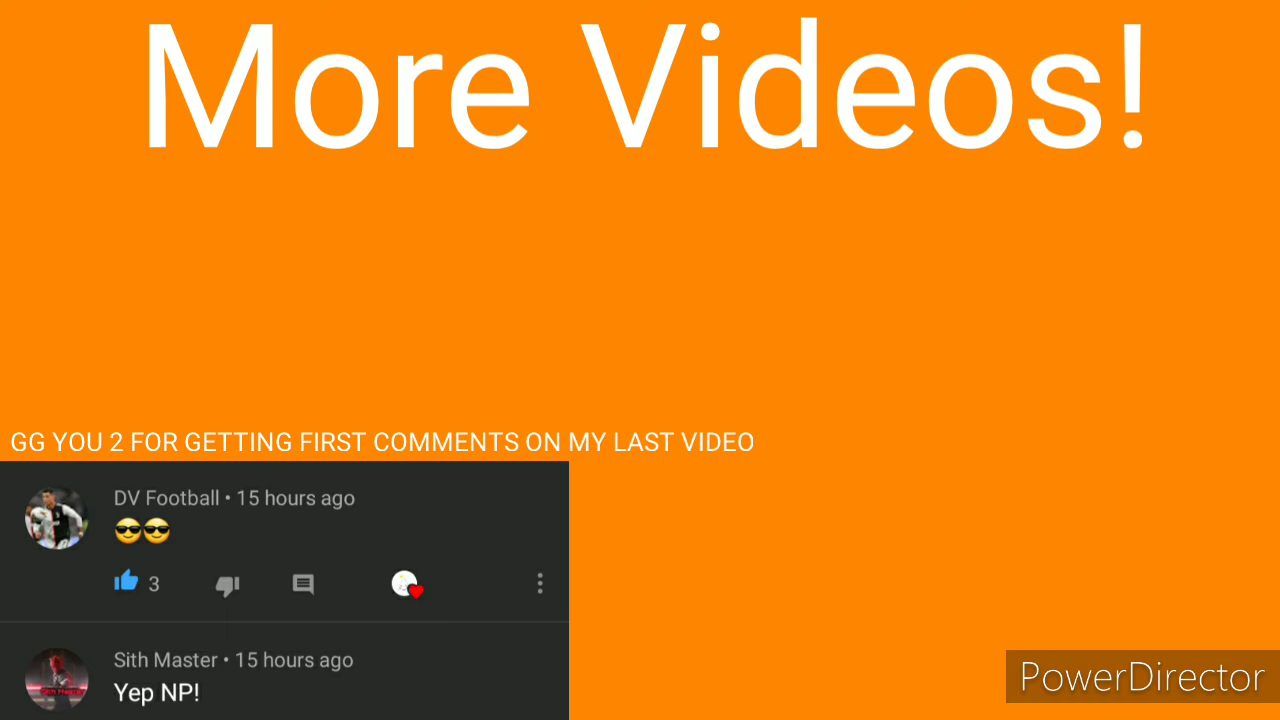 More Videos!
GG YOU 2 FOR GETTING FIRST COMMENTS ON MY LAST VIDEO
DV Football • 15 hours ago
😎😎
3
Sith Master • 15 hours ago
Yep NP!
PowerDirector